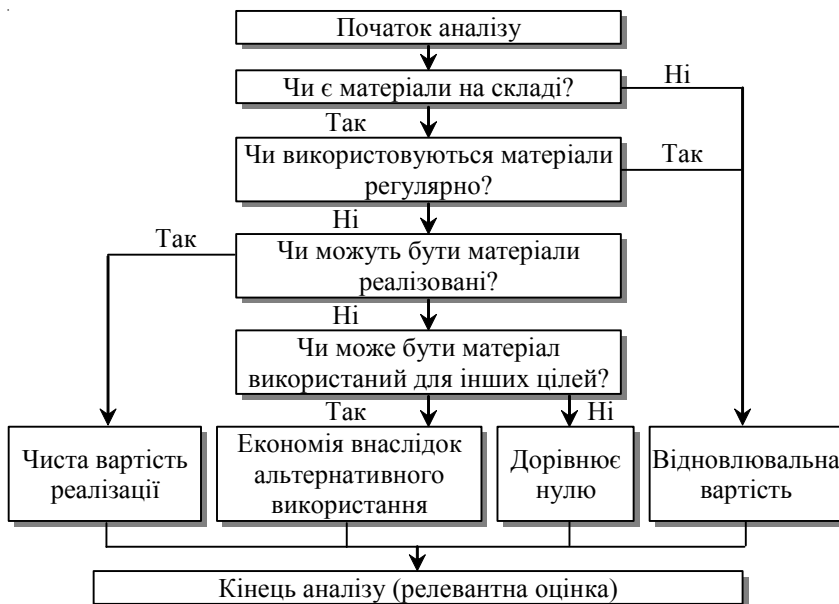 Початок аналізу
Чи є матеріали на складі?
Ні
Так
Чи використовуються матеріали
регулярно?
Так
Ні
Так
Чи можуть бути матеріали
реалізовані?
Ні
Чи може бути матеріал
використаний для інших цілей?
Так
Ні
Чиста вартість
реалізації
Економія внаслідок
альтернативного
використання
Дорівнює
нулю
Відновлювальна
вартість
Кінець аналізу (релевантна оцінка)